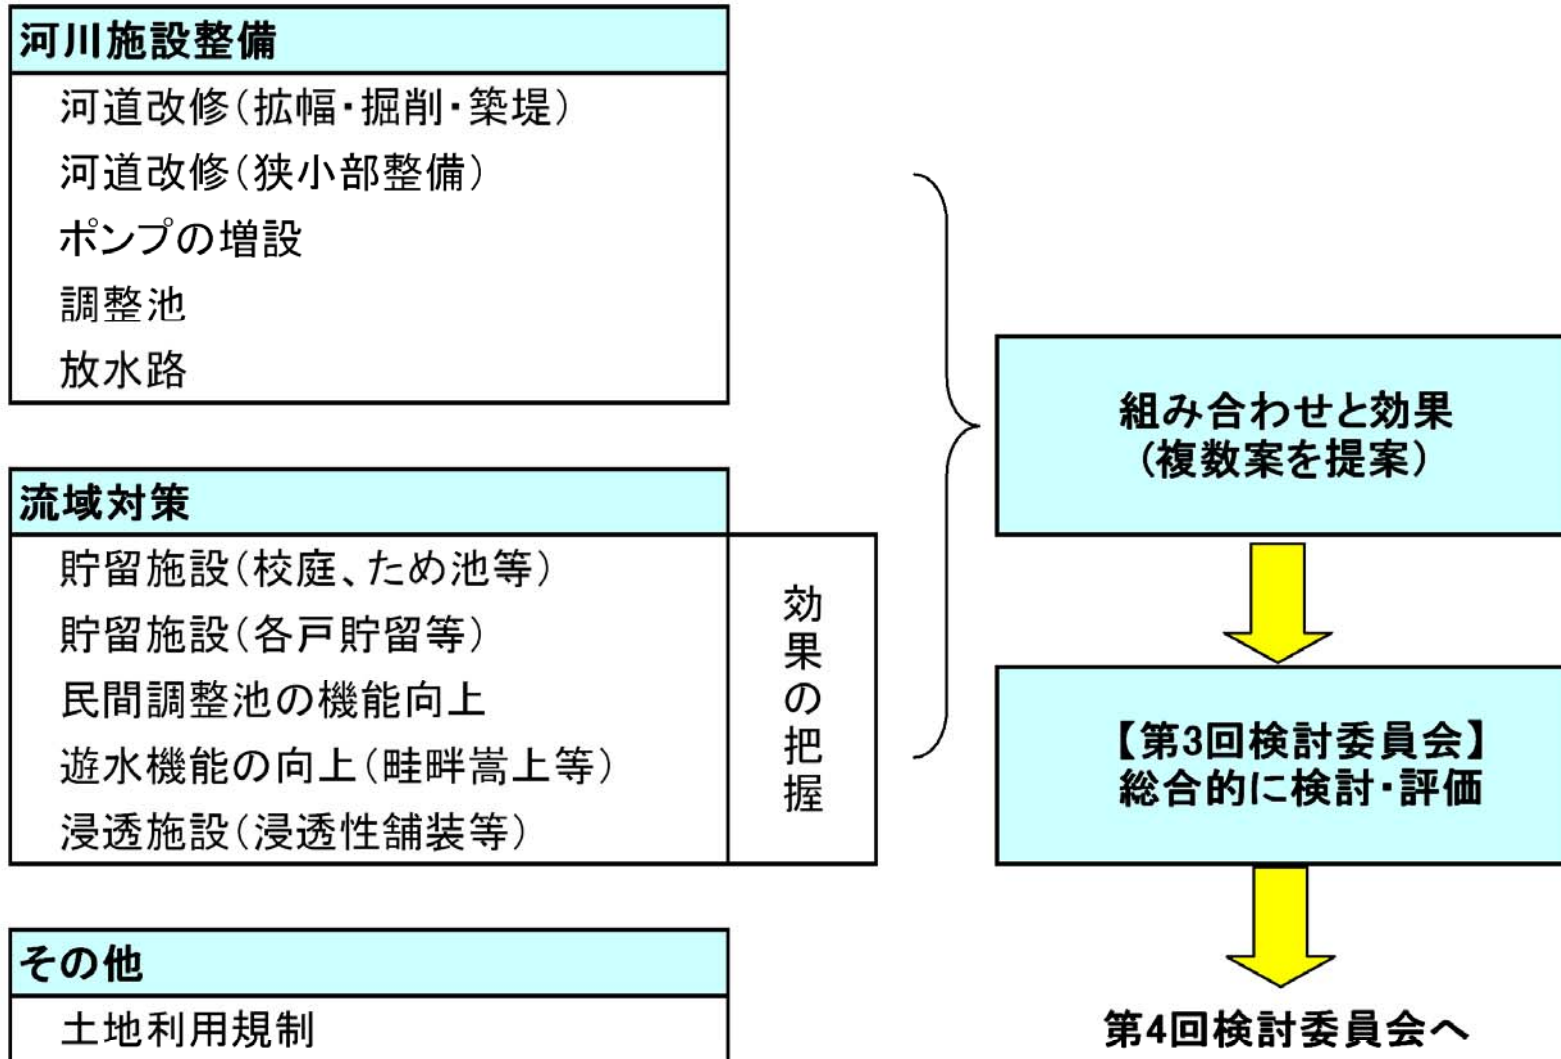 河川施設整備
河道改修(拡幅・掘削・築堤)
河道改修(狭小部整備)
ポンプの増設
調整池
放水路
流域対策
貯留施設(校庭、ため池等)
貯留施設(各戸貯留等)
民間調整池の機能向上
遊水機能の向上(畦畔嵩上等)
浸透施設(浸透性舗装等)
効果の把握
その他
土地利用規制
組み合わせと効果
(複数案を提案)
【第3回検討委員会】
総合的に検討・評価
第4回検討委員会へ